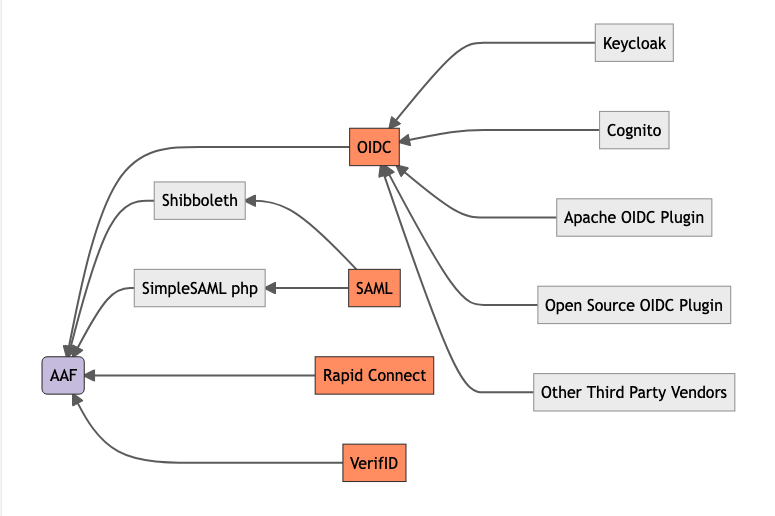 Keycloak
Cognito
OIDC
Shibboleth
Apache OIDC Plugin
SimpleSAML php
SAML
Open Source OIDC Plugin
AAF
Rapid Connect
Other Third Party Vendors
VerifID